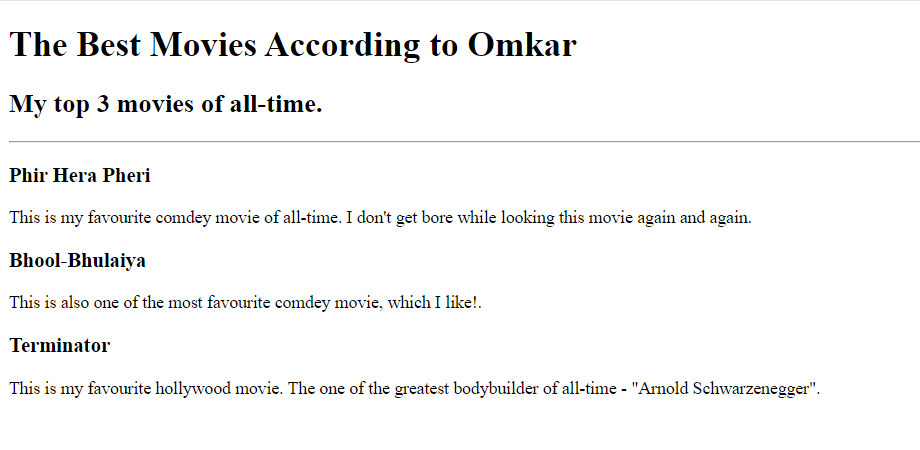 The Best Movies According to Omkar
My top 3 movies of all-time.
Phir Hera Pheri
This is my favourite comdey movie of all-time. I don't get bore while looking this movie again and again.
Bhool-Bhulaiya
This is also one of the most favourite comdey movie, which I like!.
Terminator
This is my favourite hollywood movie. The one of the greatest bodybuilder of all-time - "Arnold Schwarzenegger".